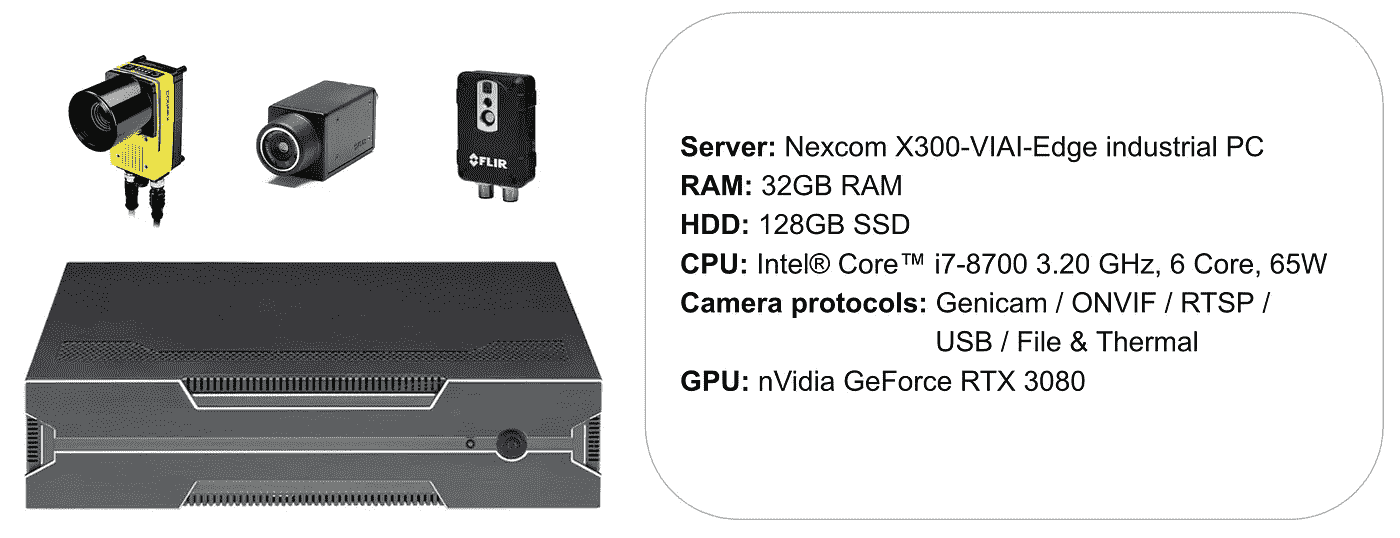 FLIR
Server: Nexcom X300-VIAI-Edge industrial PC
RAM: 32GB RAM
HDD: 128GB SSD
CPU: Intel® Core™ i7-8700 3.20 GHz, 6 Core, 65W
Camera protocols: Genicam / ONVIF / RTSP /
USB / File & Thermal
GPU: nVidia GeForce RTX 3080